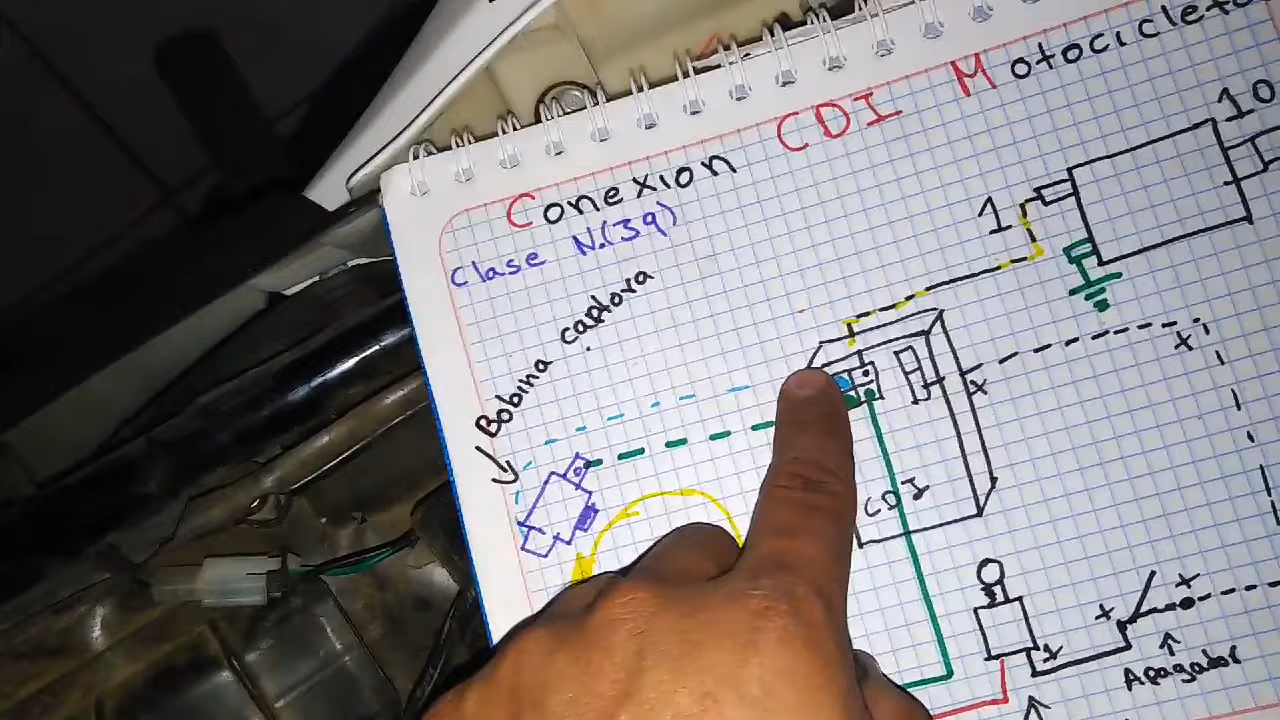 Conexion CDI Motocicleta
Clase N.(39)
Bobina captora
1
10
x
x
CDI
x
x
x
Apagador